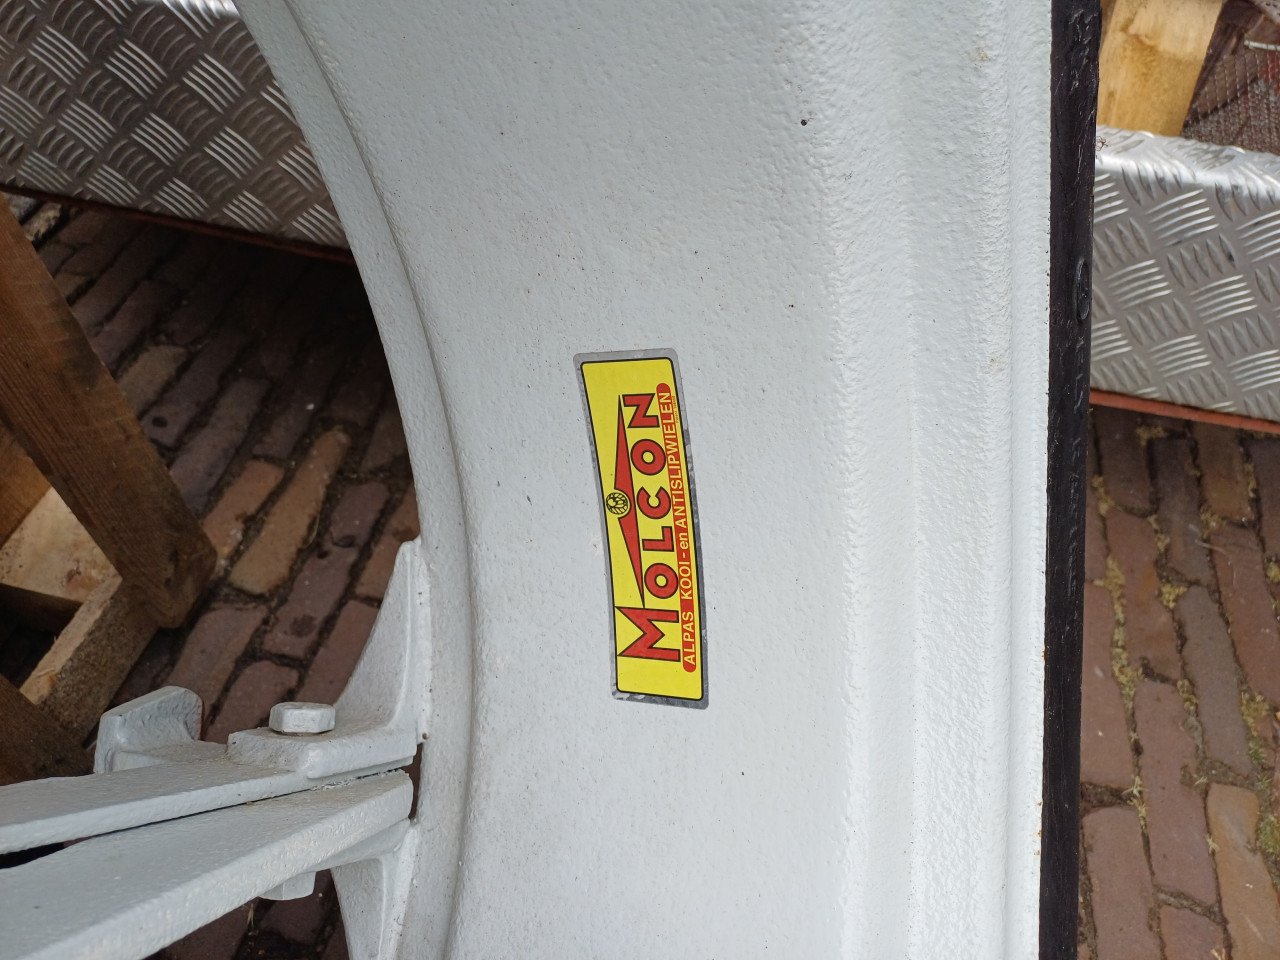 MOLCON
ALPAS KOOI- en ANTISLIPWIELEN